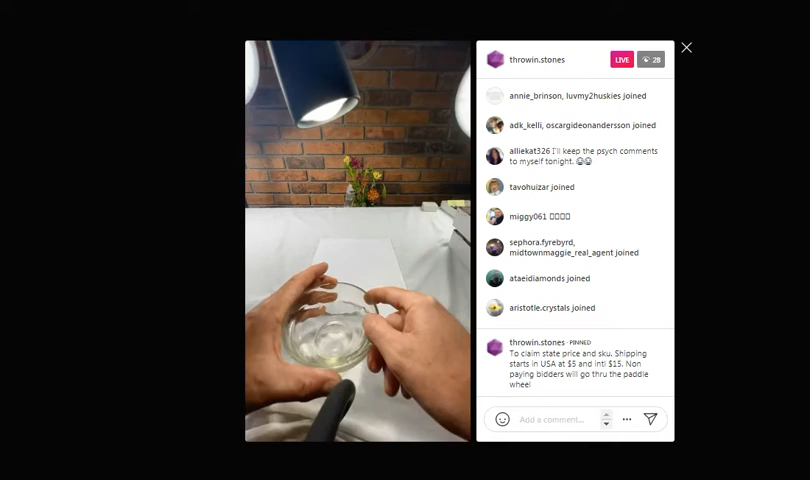 throwin.stones
LIVE
28
annie_brinson, luvmy2huskies joined
adk_kelli, oscargideonandersson joined
alliekat326 I'll keep the psych comments
to myself tonight.
tavohuizar joined
miggy061
sephora.fyrebyrd,
midtownmaggie_real_agent joined
ataeidiamonds joined
aristotle.crystals joined
throwin.stones · PINNED
To claim state price and sku. Shipping
starts in USA at $5 and intl $15. Non
paying bidders will go thru the paddle
wheel
Add a comment...